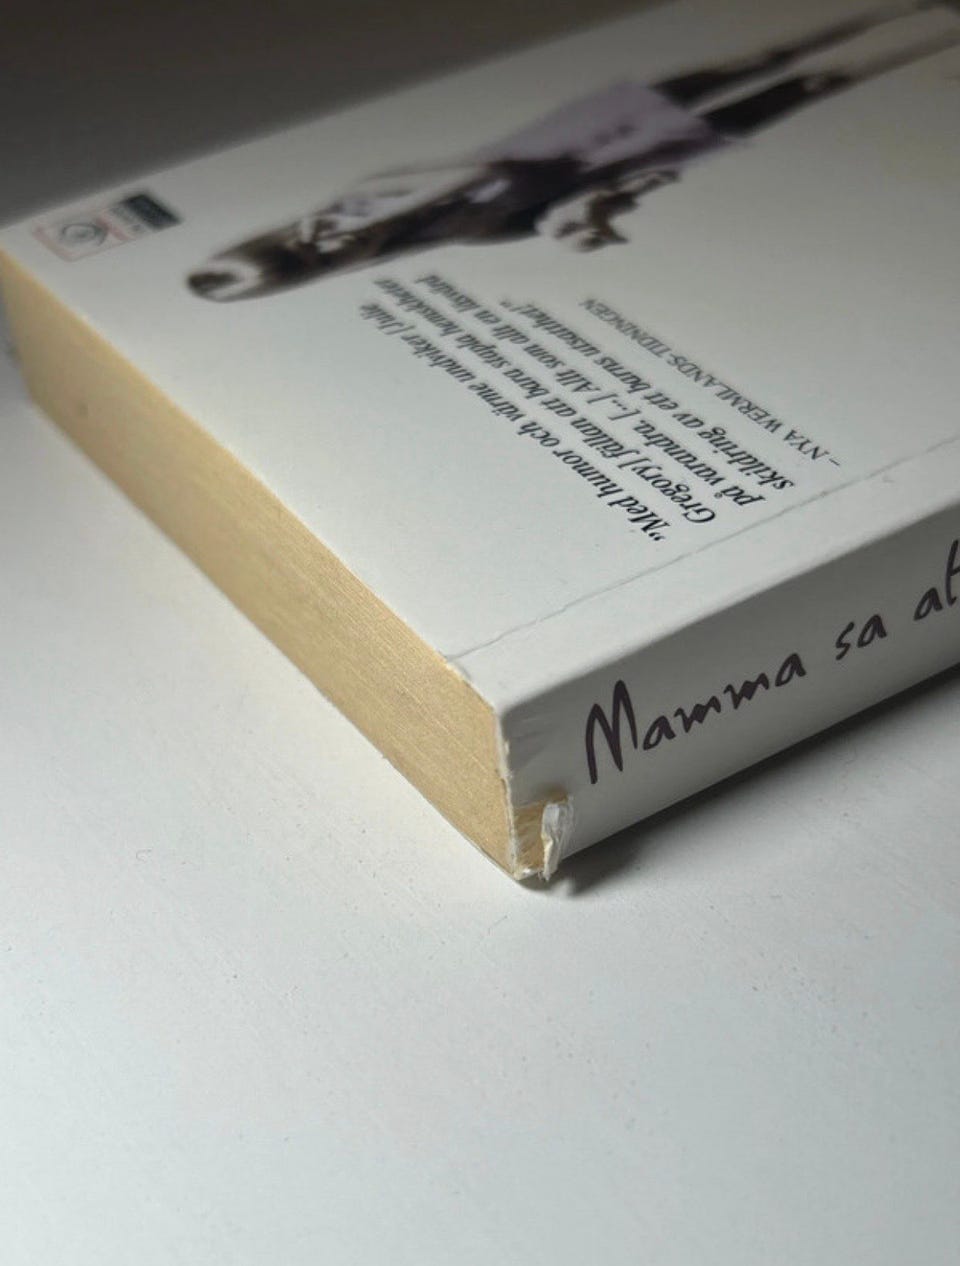 ”Med humor och värme undviker [Julie
Gregory] fällan att bara stapla hemskheter
på varandra. [...] Allt som allt en lysande
skildring av ett barns utsatthet.”
–NYA WERMLANDS-TIDNINGEN
Mamma sa at